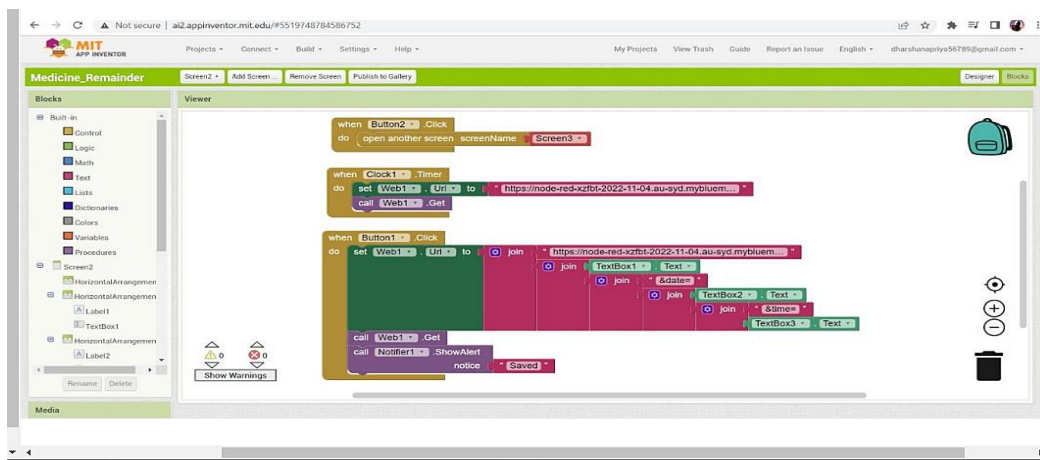 Not secure | ai2.appinventor.mit.edu/#5519748784586752
MIT
APP INVENTOR
Projects Connect Build Settings Help My Projects View Trash Guide Report an Issue English dharshanapriya56789@gmail.com
Medicine_Remainder Screen2 Add Screen ... Remove Screen Publish to Gallery Designer Blocks
Blocks Viewer
Built-in
Control
Logic
Math
Text
Lists
Dictionaries
Colors
Variables
Procedures
Screen2
HorizontalArrangemen
HorizontalArrangemen
Label1
TextBox1
HorizontalArrangemen
Label2
Rename Delete
Media
when Button2 .Click
do open another screen screenName Screen3
when Clock1 .Timer
do set Web1 . Url to " https://node-red-xzfbt-2022-11-04.au-syd.mybluem... "
call Web1 .Get
when Button1 .Click
do set Web1 . Url to join " https://node-red-xzfbt-2022-11-04.au-syd.mybluem... "
join TextBox1 . Text
join " &date= "
join TextBox2 . Text
join " &time= "
TextBox3 . Text
call Web1 .Get
call Notifier1 .ShowAlert
notice " Saved "
0 0
Show Warnings